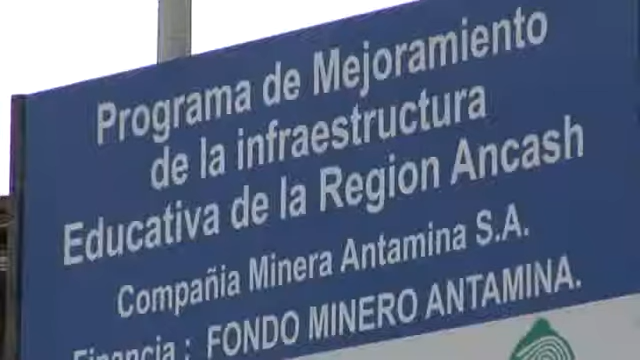 Programa de Mejoramiento
de la infraestructura
Educativa de la Region Ancash
Compañia Minera Antamina S.A.
Financia : FONDO MINERO ANTAMINA.